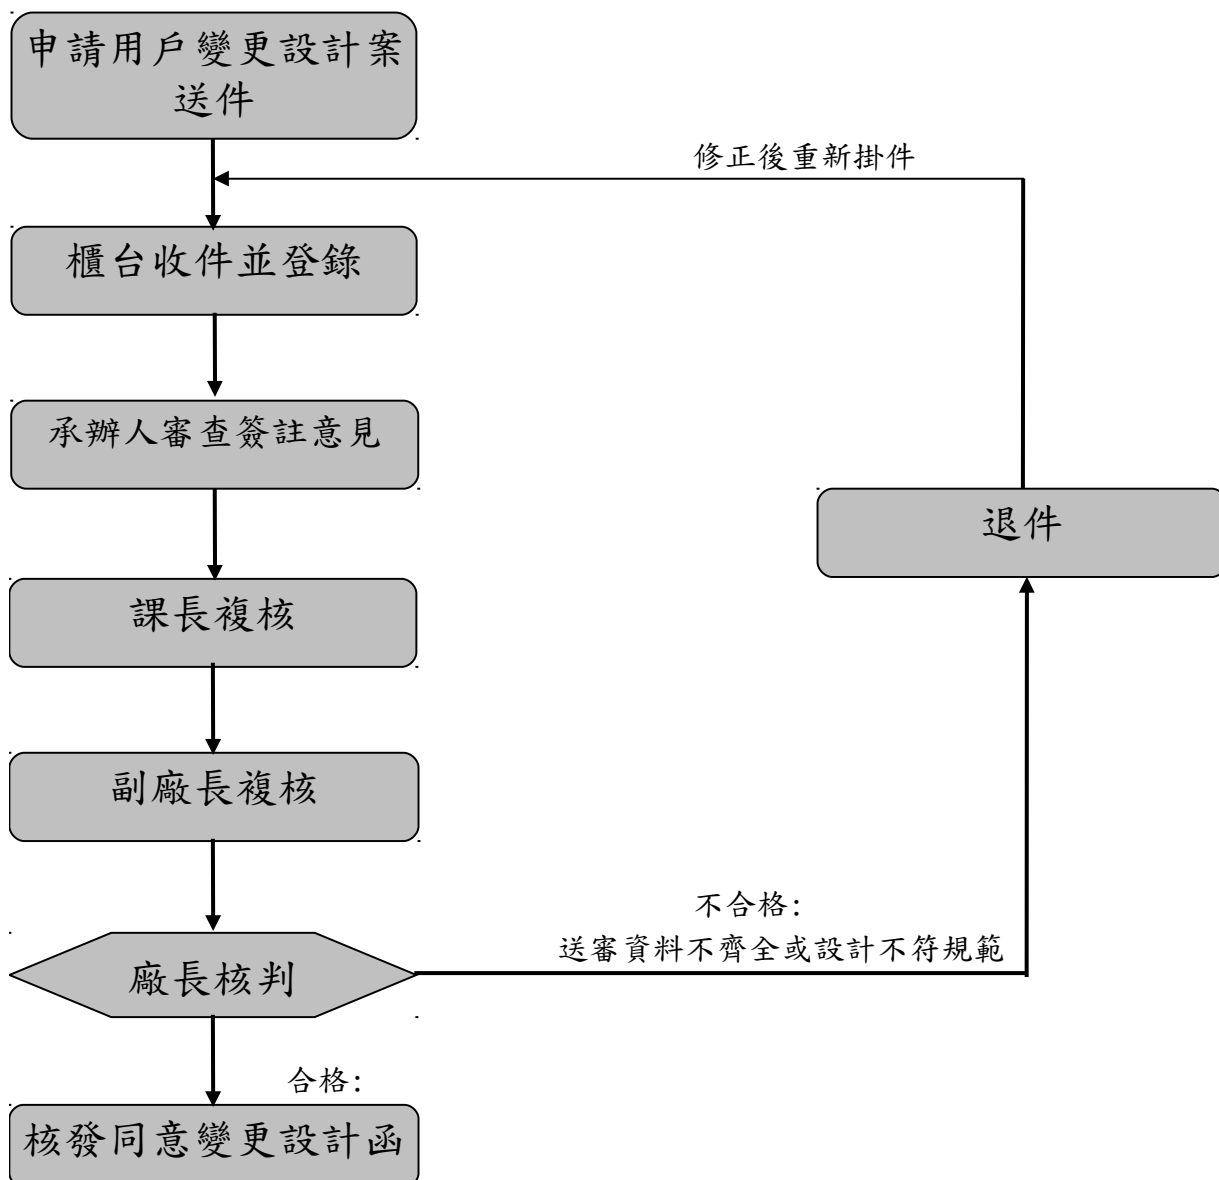 申請用戶變更設計案
送件
修正後重新掛件
櫃台收件並登錄
承辦人審查簽註意見
退件
課長複核
副廠長複核
不合格:
送審資料不齊全或設計不符規範
廠長核判
合格:
核發同意變更設計函